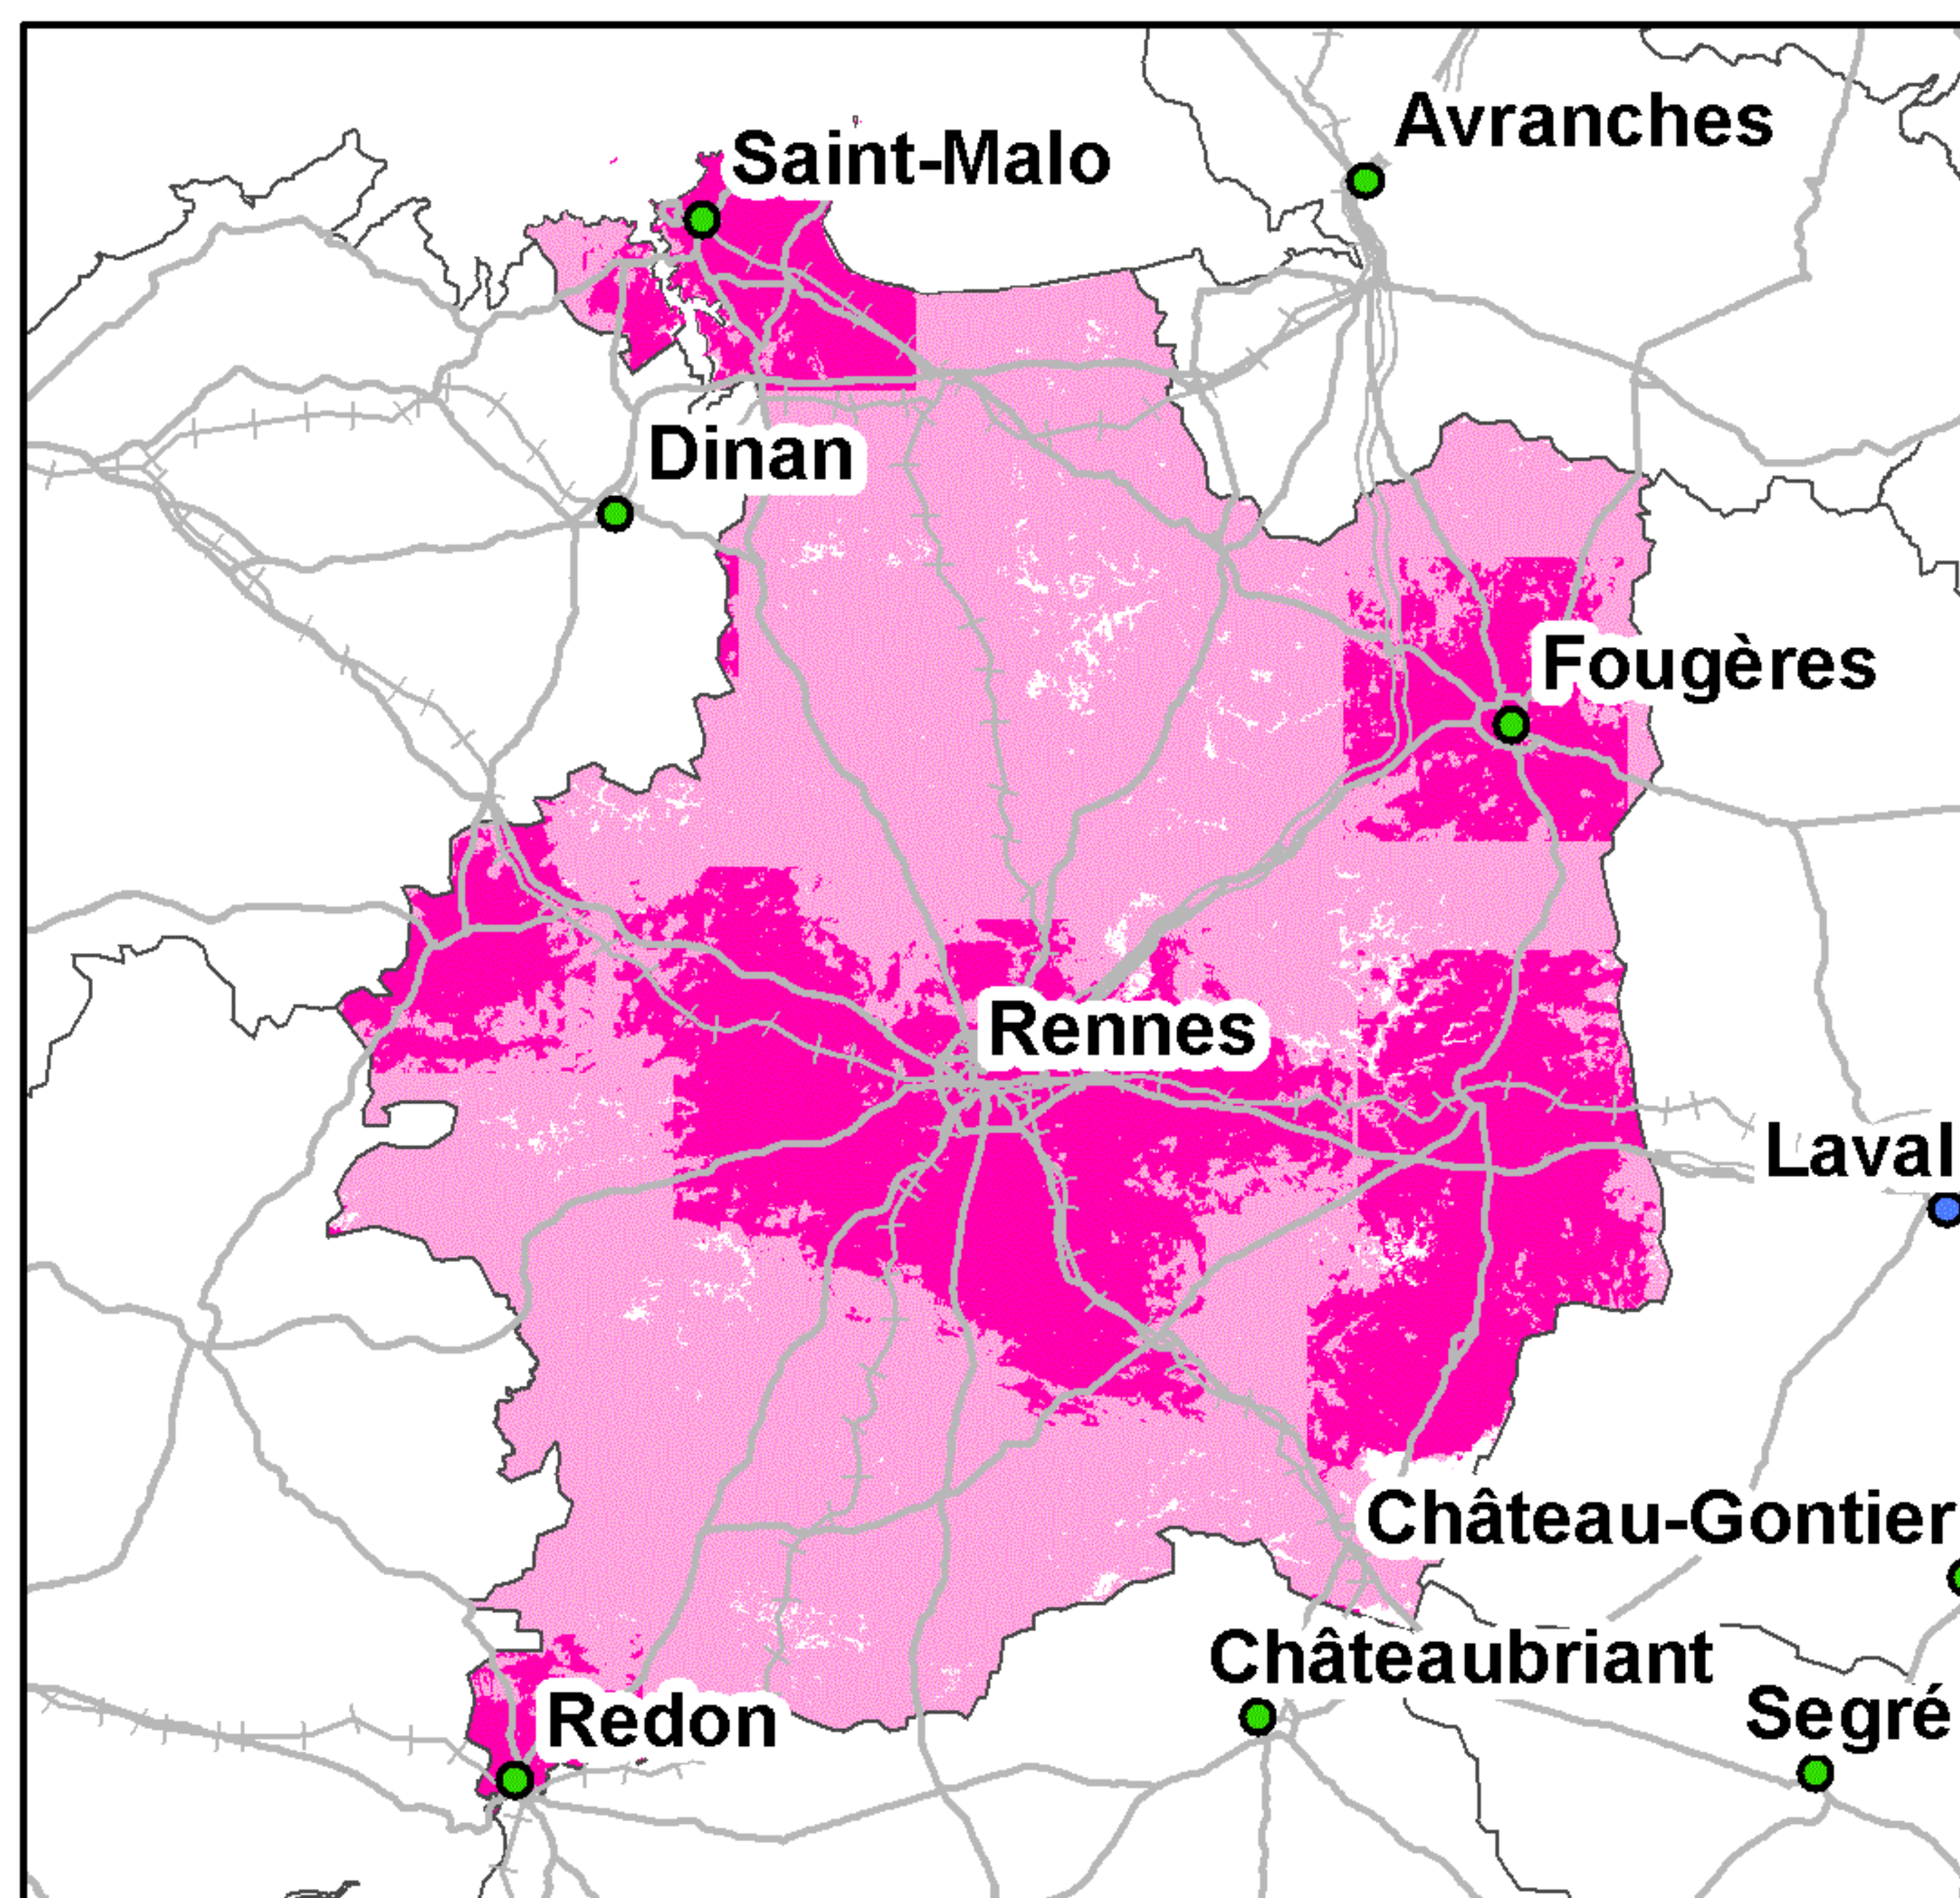 Avranches
Saint-Malo
Dinan
Fougères
Rennes
Laval
Château-Gontier
Châteaubriant
Segré
Redon